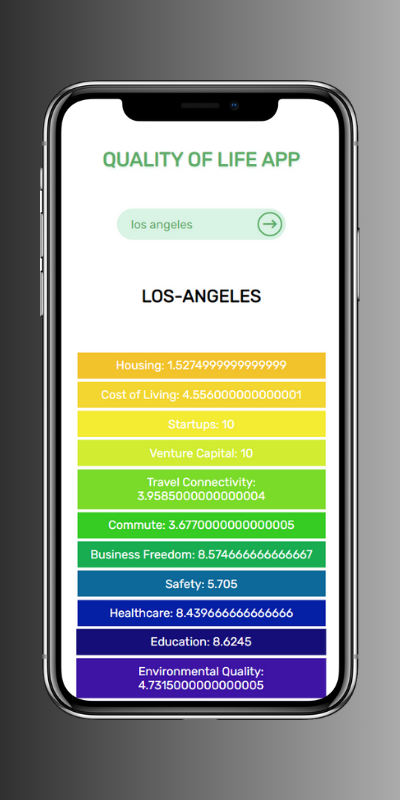 QUALITY OF LIFE APP
los angeles
LOS-ANGELES
Housing: 1.5274999999999999
Cost of Living: 4.556000000000001
Startups: 10
Venture Capital: 10
Travel Connectivity:
3.9585000000000004
Commute: 3.6770000000000005
Business Freedom: 8.574666666666667
Safety: 5.705
Healthcare: 8.439666666666666
Education: 8.6245
Environmental Quality:
4.7315000000000005